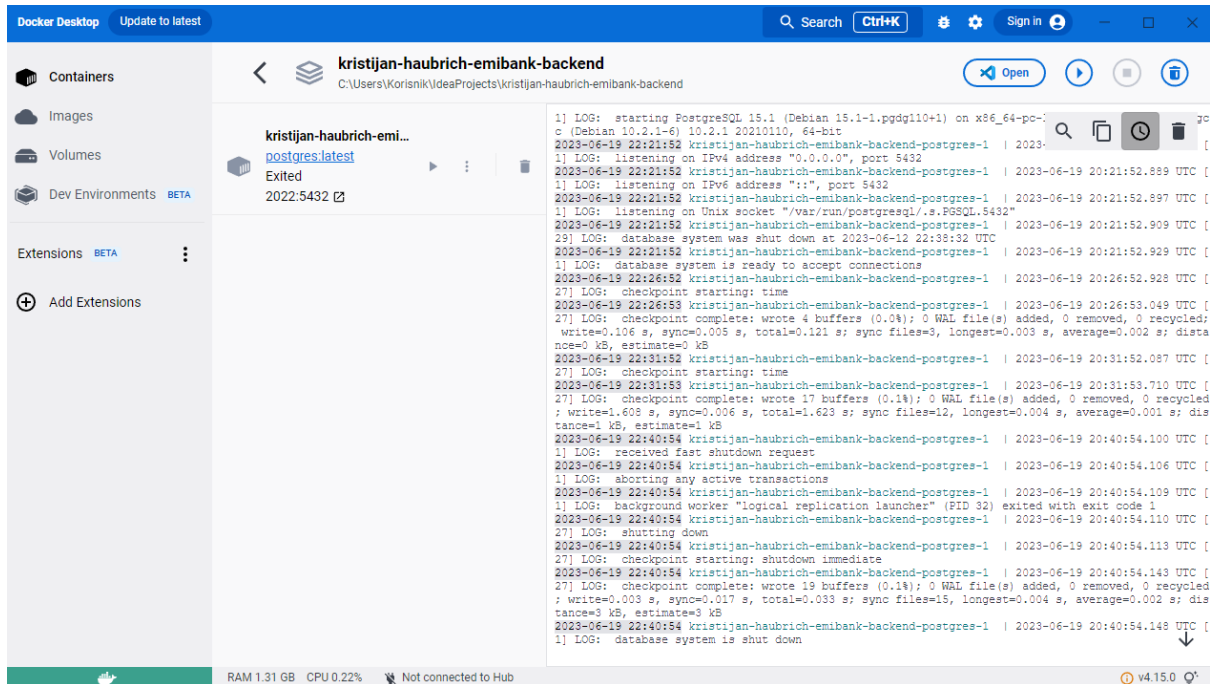 Docker Desktop Update to latest
Search Ctrl+K
Sign in
Containers
Images
Volumes
Dev Environments BETA
Extensions BETA
Add Extensions
kristijan-haubrich-emibank-backend
C:\Users\Korisnik\IdeaProjects\kristijan-haubrich-emibank-backend
Open
kristijan-haubrich-emi...
postgres:latest
Exited
2022:5432
1] LOG: starting PostgreSQL 15.1 (Debian 15.1-1.pgdg110+1) on x86_64-pc-
c (Debian 10.2.1-6) 10.2.1 20210110, 64-bit
2023-06-19 22:21:52 kristijan-haubrich-emibank-backend-postgres-1 | 2023-
1] LOG: listening on IPv4 address "0.0.0.0", port 5432
2023-06-19 22:21:52 kristijan-haubrich-emibank-backend-postgres-1 | 2023-06-19 20:21:52.889 UTC [
1] LOG: listening on IPv6 address "::", port 5432
2023-06-19 22:21:52 kristijan-haubrich-emibank-backend-postgres-1 | 2023-06-19 20:21:52.897 UTC [
1] LOG: listening on Unix socket "/var/run/postgresql/.s.PGSQL.5432"
2023-06-19 22:21:52 kristijan-haubrich-emibank-backend-postgres-1 | 2023-06-19 20:21:52.909 UTC [
29] LOG: database system was shut down at 2023-06-12 22:38:32 UTC
2023-06-19 22:21:52 kristijan-haubrich-emibank-backend-postgres-1 | 2023-06-19 20:21:52.929 UTC [
1] LOG: database system is ready to accept connections
2023-06-19 22:26:52 kristijan-haubrich-emibank-backend-postgres-1 | 2023-06-19 20:26:52.928 UTC [
27] LOG: checkpoint starting: time
2023-06-19 22:26:53 kristijan-haubrich-emibank-backend-postgres-1 | 2023-06-19 20:26:53.049 UTC [
27] LOG: checkpoint complete: wrote 4 buffers (0.0%); 0 WAL file(s) added, 0 removed, 0 recycled;
write=0.106 s, sync=0.005 s, total=0.121 s; sync files=3, longest=0.003 s, average=0.002 s; dista
nce=0 kB, estimate=0 kB
2023-06-19 22:31:52 kristijan-haubrich-emibank-backend-postgres-1 | 2023-06-19 20:31:52.087 UTC [
27] LOG: checkpoint starting: time
2023-06-19 22:31:53 kristijan-haubrich-emibank-backend-postgres-1 | 2023-06-19 20:31:53.710 UTC [
27] LOG: checkpoint complete: wrote 17 buffers (0.1%); 0 WAL file(s) added, 0 removed, 0 recycled
; write=1.608 s, sync=0.006 s, total=1.623 s; sync files=12, longest=0.004 s, average=0.001 s; dis
tance=1 kB, estimate=1 kB
2023-06-19 22:40:54 kristijan-haubrich-emibank-backend-postgres-1 | 2023-06-19 20:40:54.100 UTC [
1] LOG: received fast shutdown request
2023-06-19 22:40:54 kristijan-haubrich-emibank-backend-postgres-1 | 2023-06-19 20:40:54.106 UTC [
1] LOG: aborting any active transactions
2023-06-19 22:40:54 kristijan-haubrich-emibank-backend-postgres-1 | 2023-06-19 20:40:54.109 UTC [
1] LOG: background worker "logical replication launcher" (PID 32) exited with exit code 1
2023-06-19 22:40:54 kristijan-haubrich-emibank-backend-postgres-1 | 2023-06-19 20:40:54.110 UTC [
27] LOG: shutting down
2023-06-19 22:40:54 kristijan-haubrich-emibank-backend-postgres-1 | 2023-06-19 20:40:54.113 UTC [
27] LOG: checkpoint starting: shutdown immediate
2023-06-19 22:40:54 kristijan-haubrich-emibank-backend-postgres-1 | 2023-06-19 20:40:54.143 UTC [
27] LOG: checkpoint complete: wrote 19 buffers (0.1%); 0 WAL file(s) added, 0 removed, 0 recycled
; write=0.003 s, sync=0.017 s, total=0.033 s; sync files=15, longest=0.004 s, average=0.002 s; dis
tance=3 kB, estimate=3 kB
2023-06-19 22:40:54 kristijan-haubrich-emibank-backend-postgres-1 | 2023-06-19 20:40:54.148 UTC [
1] LOG: database system is shut down
RAM 1.31 GB CPU 0.22% Not connected to Hub
v4.15.0